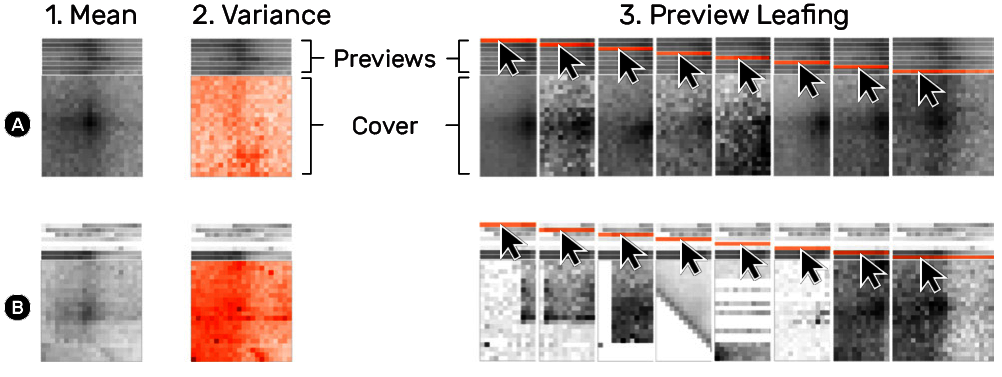 1. Mean
2. Variance
3. Preview Leafing
Previews
A
Cover
B